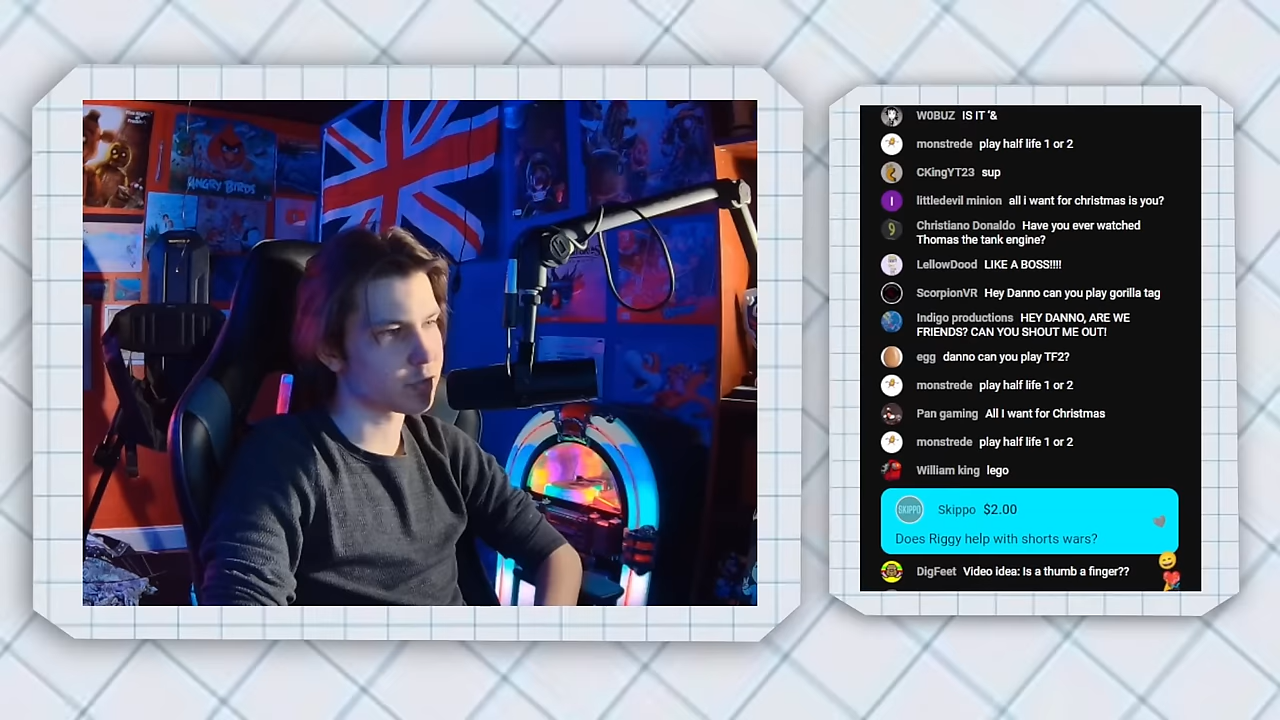 ANGRY BIRDS
W0BUZ IS IT '&
monstrede play half life 1 or 2
CKingYT23 sup
littledevil minion all i want for christmas is you?
Christiano Donaldo Have you ever watched
Thomas the tank engine?
LellowDood LIKE A BOSS!!!!
ScorpionVR Hey Danno can you play gorilla tag
Indigo productions HEY DANNO, ARE WE
FRIENDS? CAN YOU SHOUT ME OUT!
egg danno can you play TF2?
monstrede play half life 1 or 2
Pan gaming All I want for Christmas
monstrede play half life 1 or 2
William king lego
SKIPPO Skippo $2.00
Does Riggy help with shorts wars?
DigFeet Video idea: Is a thumb a finger??